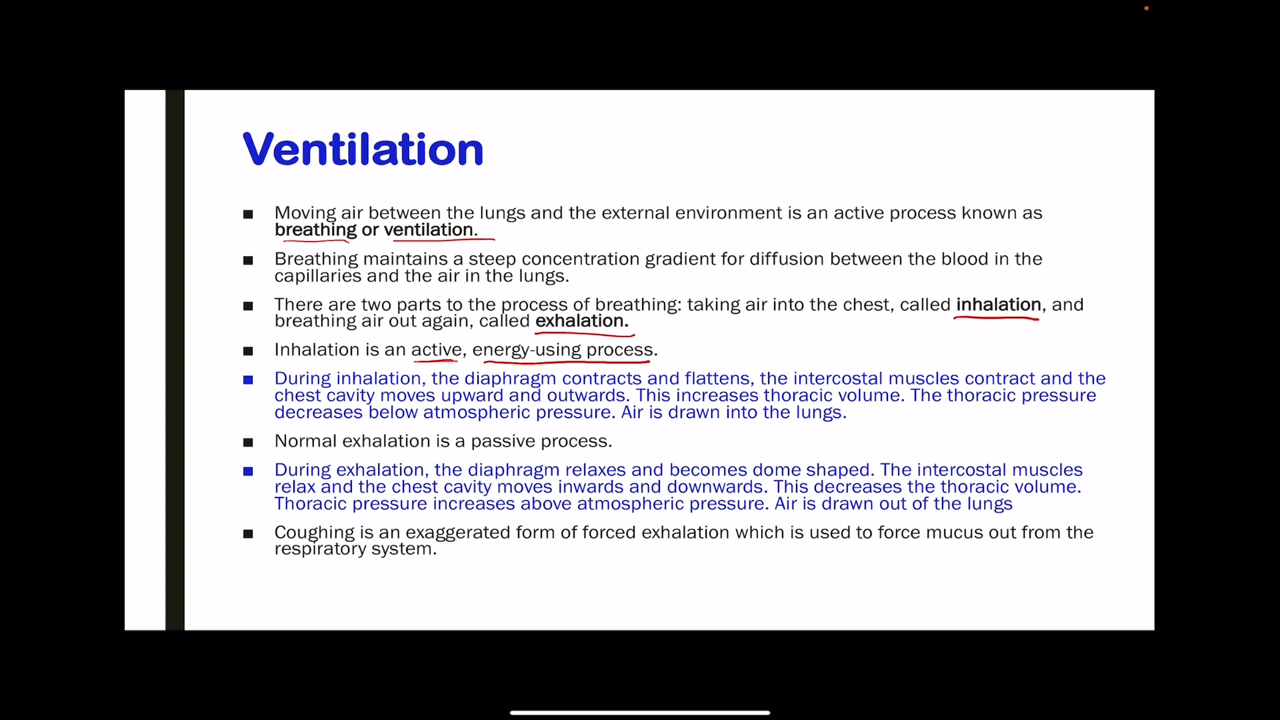 Ventilation
Moving air between the lungs and the external environment is an active process known as
breathing or ventilation.
Breathing maintains a steep concentration gradient for diffusion between the blood in the
capillaries and the air in the lungs.
There are two parts to the process of breathing: taking air into the chest, called inhalation, and
breathing air out again, called exhalation.
Inhalation is an active, energy-using process.
During inhalation, the diaphragm contracts and flattens, the intercostal muscles contract and the
chest cavity moves upward and outwards. This increases thoracic volume. The thoracic pressure
decreases below atmospheric pressure. Air is drawn into the lungs.
Normal exhalation is a passive process.
During exhalation, the diaphragm relaxes and becomes dome shaped. The intercostal muscles
relax and the chest cavity moves inwards and downwards. This decreases the thoracic volume.
Thoracic pressure increases above atmospheric pressure. Air is drawn out of the lungs
Coughing is an exaggerated form of forced exhalation which is used to force mucus out from the
respiratory system.